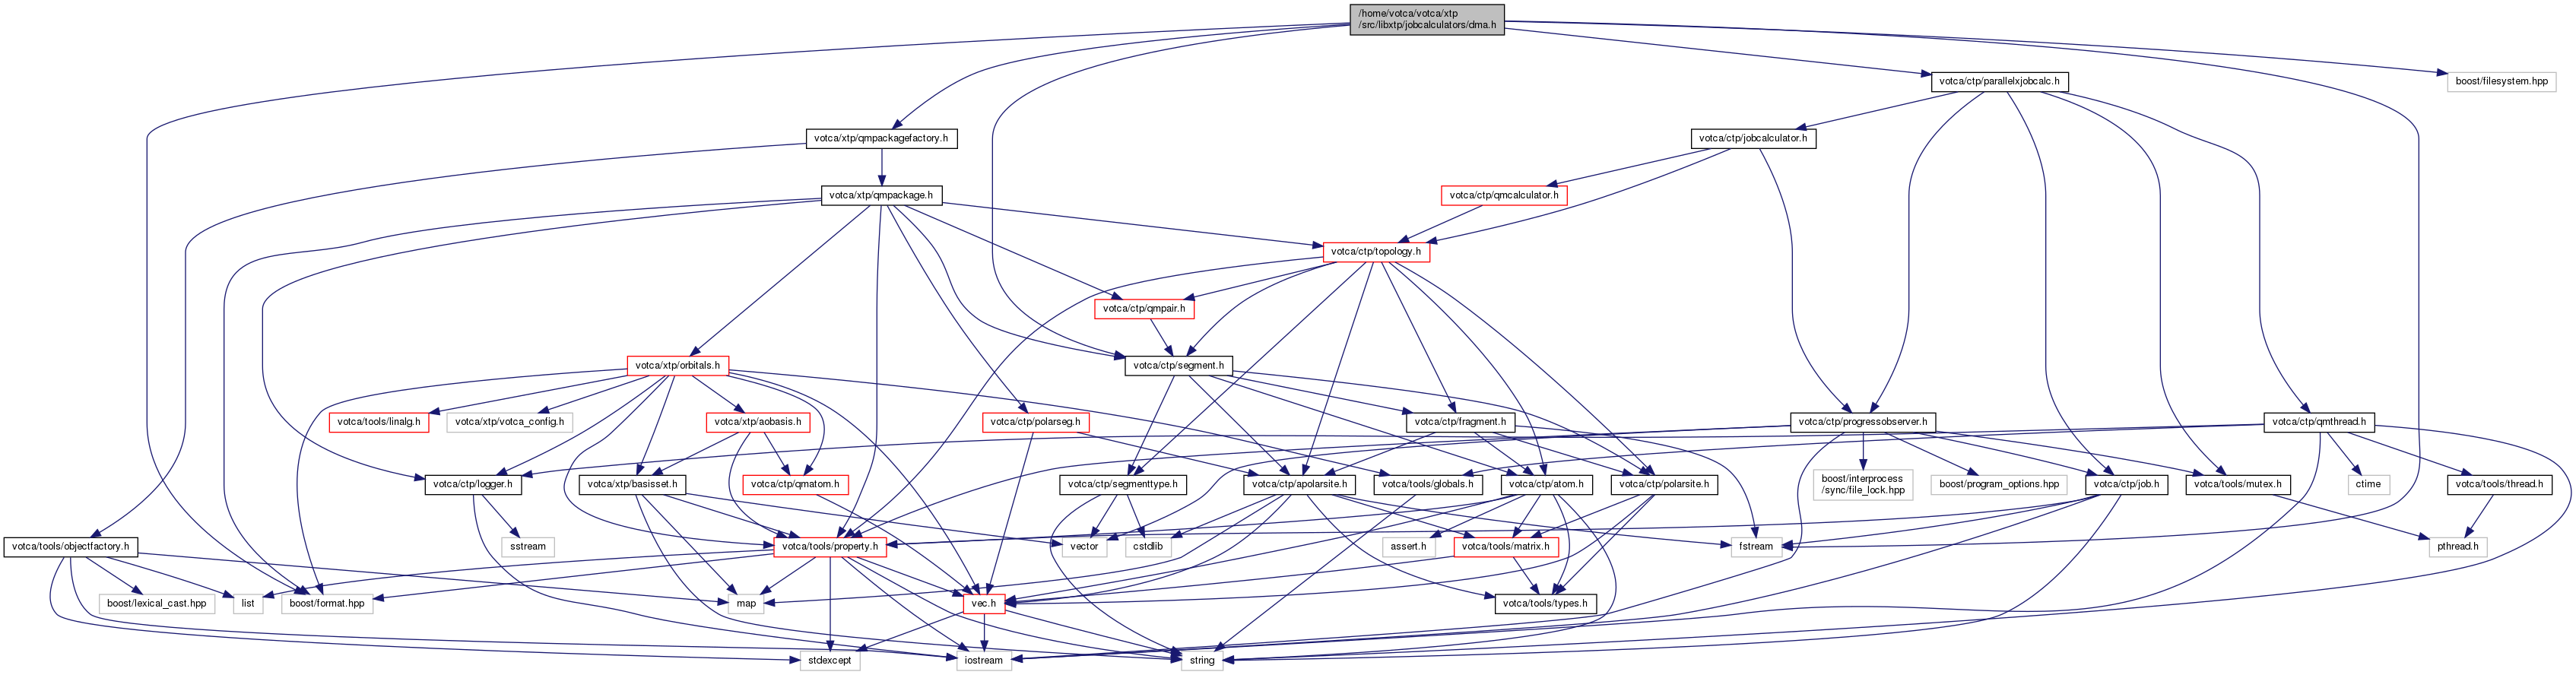 /home/votca/votca/xtp
/src/libxtp/jobcalculators/dma.h
votca/ctp/parallelxjobcalc.h
boost/filesystem.hpp
votca/xtp/qmpackagefactory.h
votca/ctp/jobcalculator.h
votca/xtp/qmpackage.h
votca/ctp/qmcalculator.h
votca/ctp/topology.h
votca/ctp/qmpair.h
votca/xtp/orbitals.h
votca/ctp/segment.h
votca/tools/linalg.h
votca/xtp/votca_config.h
votca/xtp/aobasis.h
votca/ctp/polarseg.h
votca/ctp/fragment.h
votca/ctp/progressobserver.h
votca/ctp/qmthread.h
votca/ctp/logger.h
votca/xtp/basisset.h
votca/ctp/qmatom.h
votca/ctp/segmenttype.h
votca/ctp/apolarsite.h
votca/tools/globals.h
votca/ctp/atom.h
votca/ctp/polarsite.h
boost/interprocess
/sync/file_lock.hpp
boost/program_options.hpp
votca/ctp/job.h
votca/tools/mutex.h
ctime
votca/tools/thread.h
votca/tools/objectfactory.h
sstream
votca/tools/property.h
vector
cstdlib
assert.h
votca/tools/matrix.h
fstream
pthread.h
boost/lexical_cast.hpp
list
boost/format.hpp
map
vec.h
votca/tools/types.h
stdexcept
iostream
string